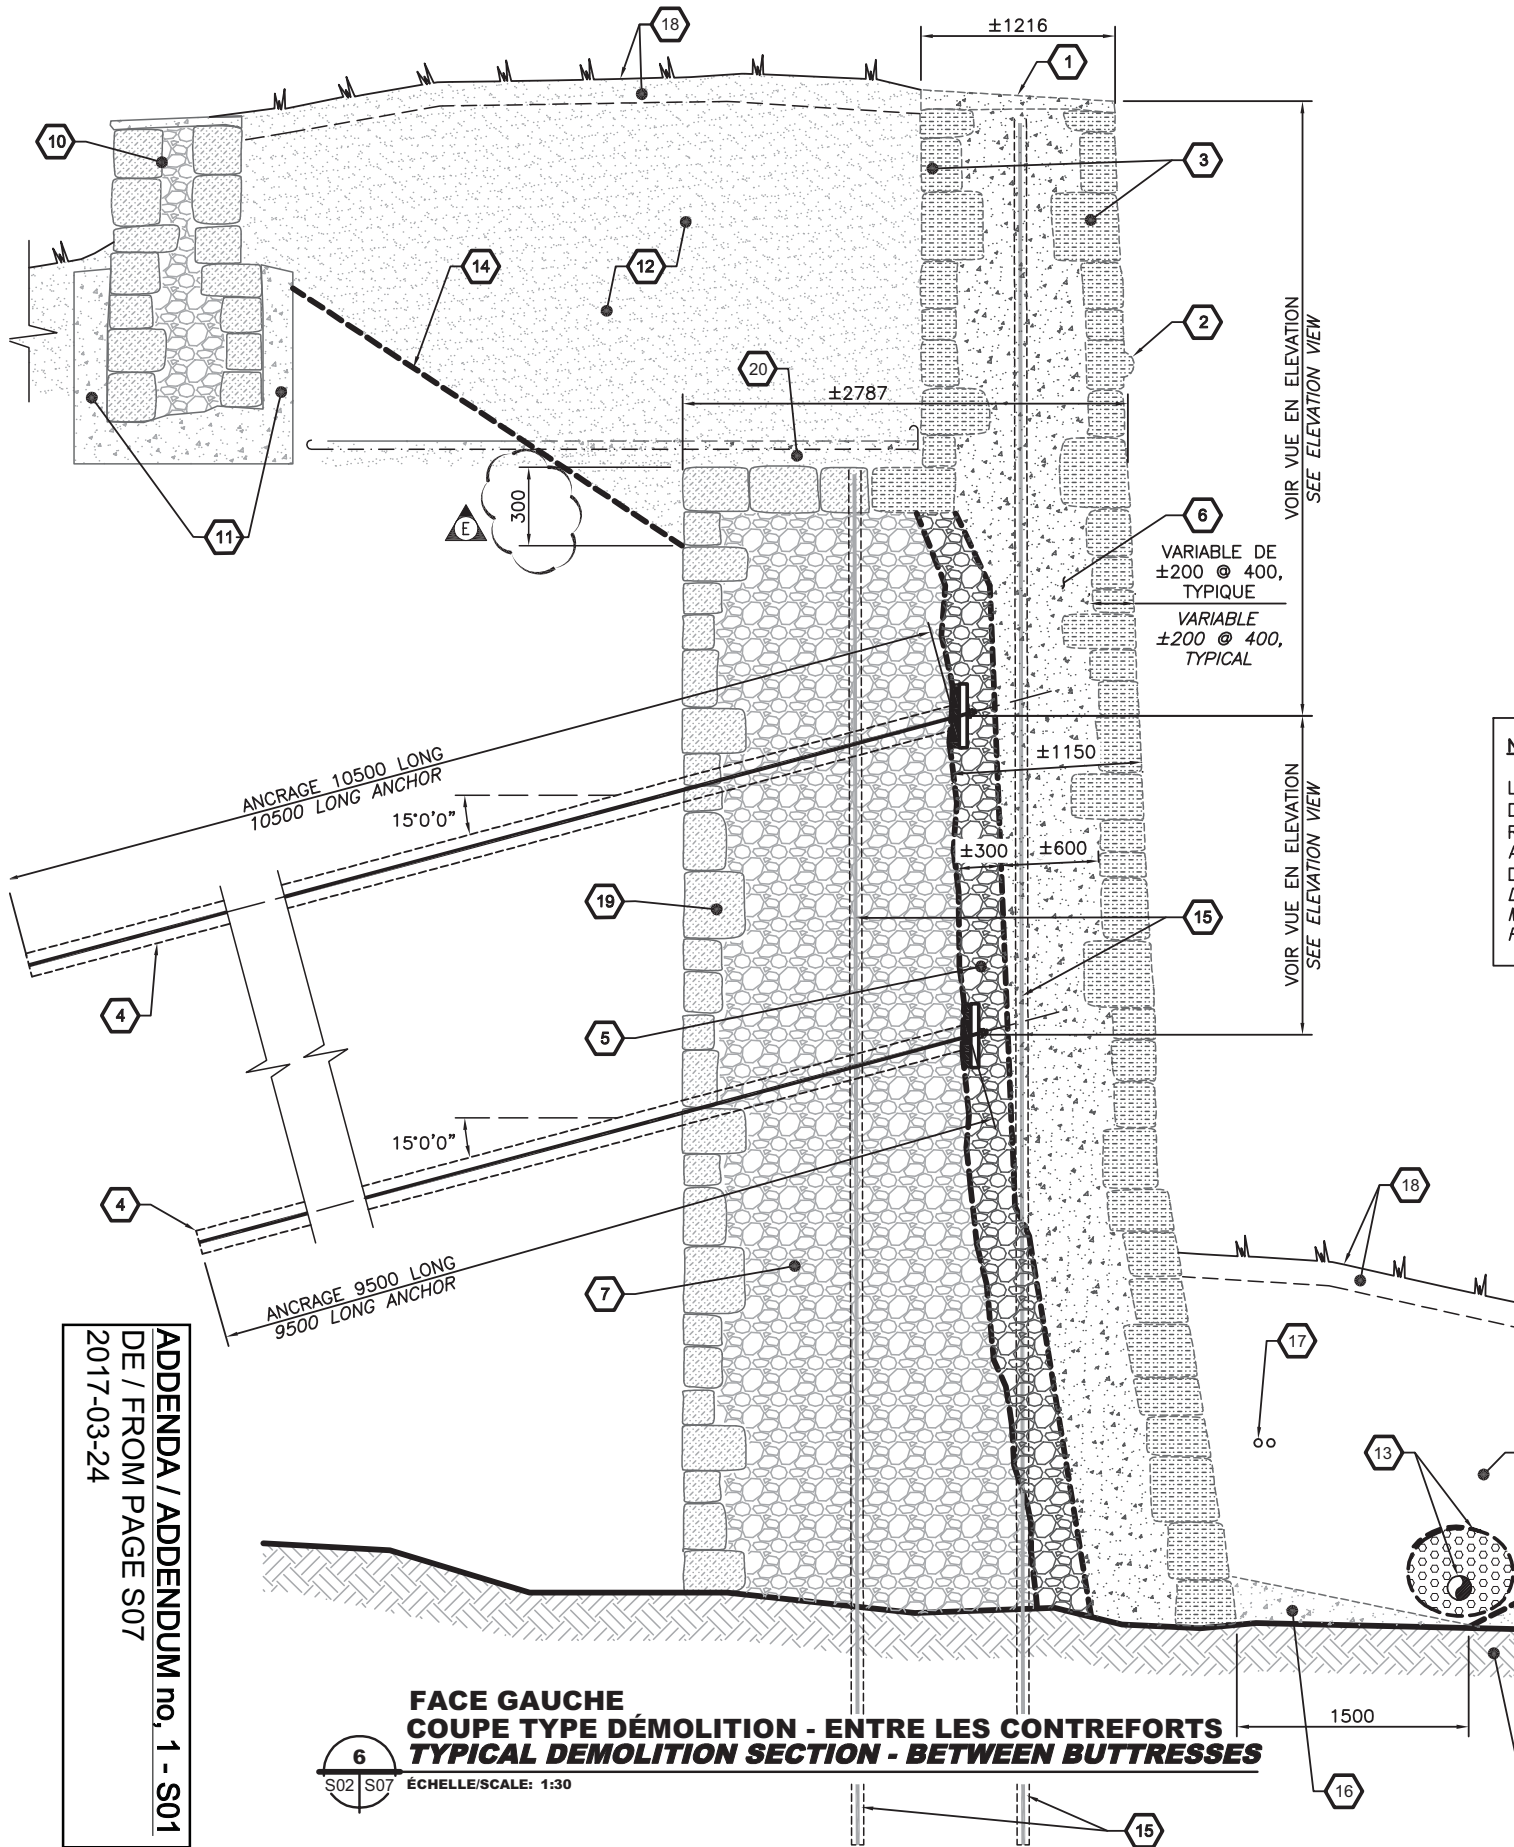 18
±1216
1
10
3
14
12
2
VOIR VUE EN ELEVATION
SEE ELEVATION VIEW
20
±2787
300
E
11
6
VARIABLE DE
±200 @ 400,
TYPIQUE
VARIABLE
±200 @ 400,
TYPICAL
ANCRAGE 10500 LONG
10500 LONG ANCHOR
15°0'0"
±1150
±300
±600
VOIR VUE EN ELEVATION
SEE ELEVATION VIEW
19
15
4
5
15°0'0"
4
18
7
ANCRAGE 9500 LONG
9500 LONG ANCHOR
17
13
ADDENDA / ADDENDUM no, 1 - S01
DE / FROM PAGE S07
2017-03-24
FACE GAUCHE
COUPE TYPE DÉMOLITION - ENTRE LES CONTREFORTS
TYPICAL DEMOLITION SECTION - BETWEEN BUTTRESSES
6
S02 S07
ÉCHELLE/SCALE: 1:30
1500
16
15